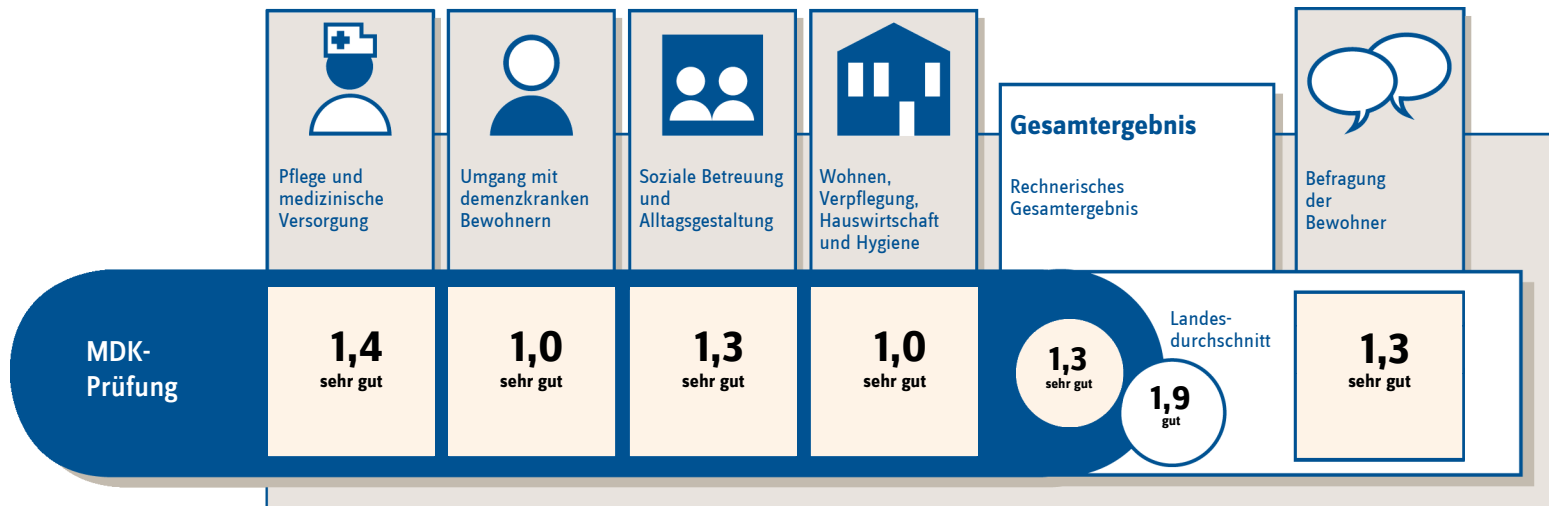 Pflege und
medizinische
Versorgung
Umgang mit
demenzkranken
Bewohnern
Soziale Betreuung
und
Alltagsgestaltung
Wohnen,
Verpflegung,
Hauswirtschaft
und Hygiene
Gesamtergebnis
Rechnerisches
Gesamtergebnis
Befragung
der
Bewohner
MDK-
Prüfung
1,4
sehr gut
1,0
sehr gut
1,3
sehr gut
1,0
sehr gut
1,3
sehr gut
Landes-
durchschnitt
1,9
gut
1,3
sehr gut